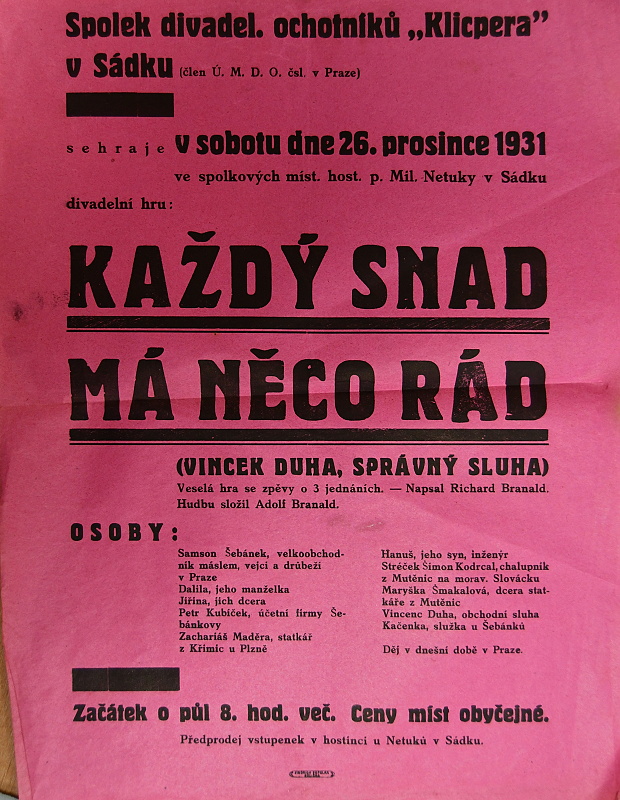 Spolek divadel. ochotníků „Klicpera”
v Sádku (člen Ú. M. D. O. čsl. v Praze)
sehraje v sobotu dne 26. prosince 1931
ve spolkových míst. host. p. Mil. Netuky v Sádku
divadelní hru:
KAŽDÝ SNAD
MÁ NĚCO RÁD
(VINCEK DUHA, SPRÁVNÝ SLUHA)
Veselá hra se zpěvy o 3 jednáních. — Napsal Richard Branald.
Hudbu složil Adolf Branald.
OSOBY:
Samson Šebánek, velkoobchod-
ník máslem, vejci a drůbeží
v Praze
Dalila, jeho manželka
Jiřina, jich dcera
Petr Kubíček, účetní firmy Še-
bánkovy
Zachariáš Maděra, statkář
z Křimic u Plzně
Hanuš, jeho syn, inženýr
Stréček Šimon Kodrcal, chalupník
z Mutěnic na morav. Slovácku
Maryška Šmakalová, dcera stat-
káře z Mutěnic
Vincenc Duha, obchodní sluha
Kačenka, služka u Šebánků
Děj v dnešní době v Praze.
Začátek o půl 8. hod. več. Ceny míst obyčejné.
Předprodej vstupenek v hostinci u Netuků v Sádku.